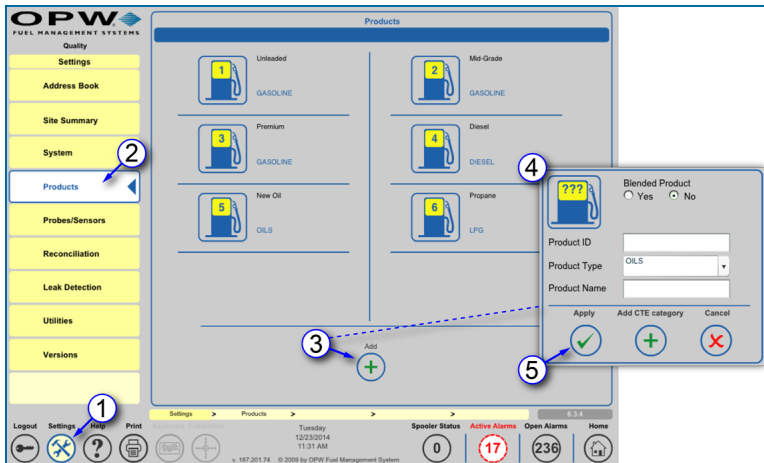 OPW
FUEL MANAGEMENT SYSTEMS
Quality
Settings
Address Book
Site Summary
System
Products
Probes/Sensors
Reconciliation
Leak Detection
Utilities
Versions
Products
1
Unleaded
GASOLINE
2
Mid-Grade
GASOLINE
3
Premium
GASOLINE
4
Diesel
DIESEL
5
New Oil
OILS
6
Propane
LPG
Add
1
2
3
4
5
???
Blended Product
Yes No
Product ID
Product Type OILS
Product Name
Apply Add CTE category Cancel
Settings > Products > > > 6.3.4
Logout Settings Help Print Keyboard Calibration
Tuesday
12/23/2014
11:31 AM
v. 167.201.74 © 2009 by OPW Fuel Management System
Spooler Status Active Alarms Open Alarms Home
0 17 236